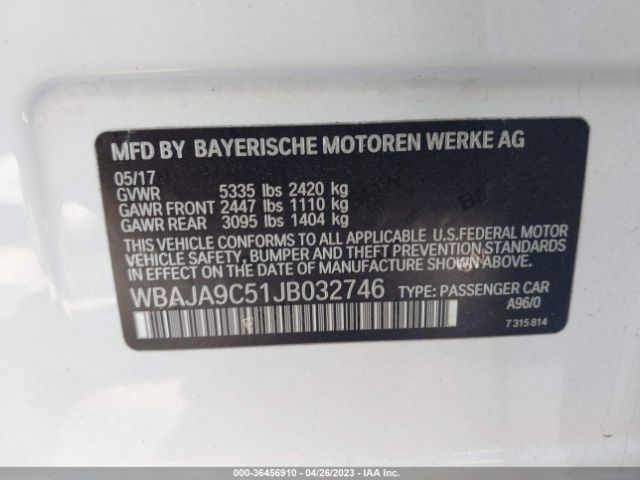 MFD BY BAYERISCHE MOTOREN WERKE AG
05/17
GVWR 5335 lbs 2420 kg
GAWR FRONT 2447 lbs 1110 kg
GAWR REAR 3095 lbs 1404 kg
THIS VEHICLE CONFORMS TO ALL APPLICABLE U.S.FEDERAL MOTOR
VEHICLE SAFETY, BUMPER AND THEFT PREVENTION STANDARDS
IN EFFECT ON THE DATE OF MANUFACTURE SHOWN ABOVE.
WBAJA9C51JB032746 TYPE: PASSENGER CAR
A96/0
7315814
000-36456910 - 04/26/2023 - IAA Inc.